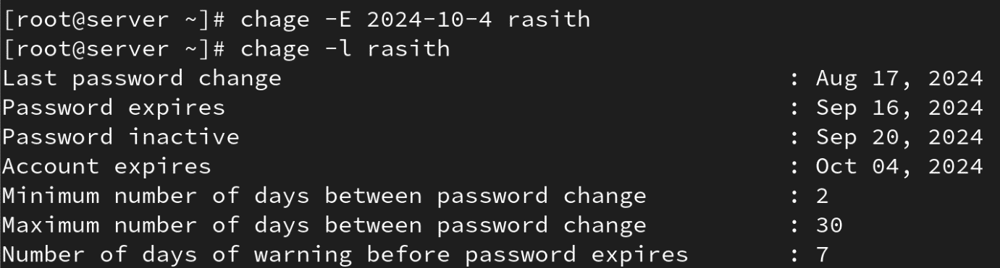 [root@server ~]# chage -E 2024-10-4 rasith
[root@server ~]# chage -l rasith
Last password change : Aug 17, 2024
Password expires : Sep 16, 2024
Password inactive : Sep 20, 2024
Account expires : Oct 04, 2024
Minimum number of days between password change : 2
Maximum number of days between password change : 30
Number of days of warning before password expires : 7